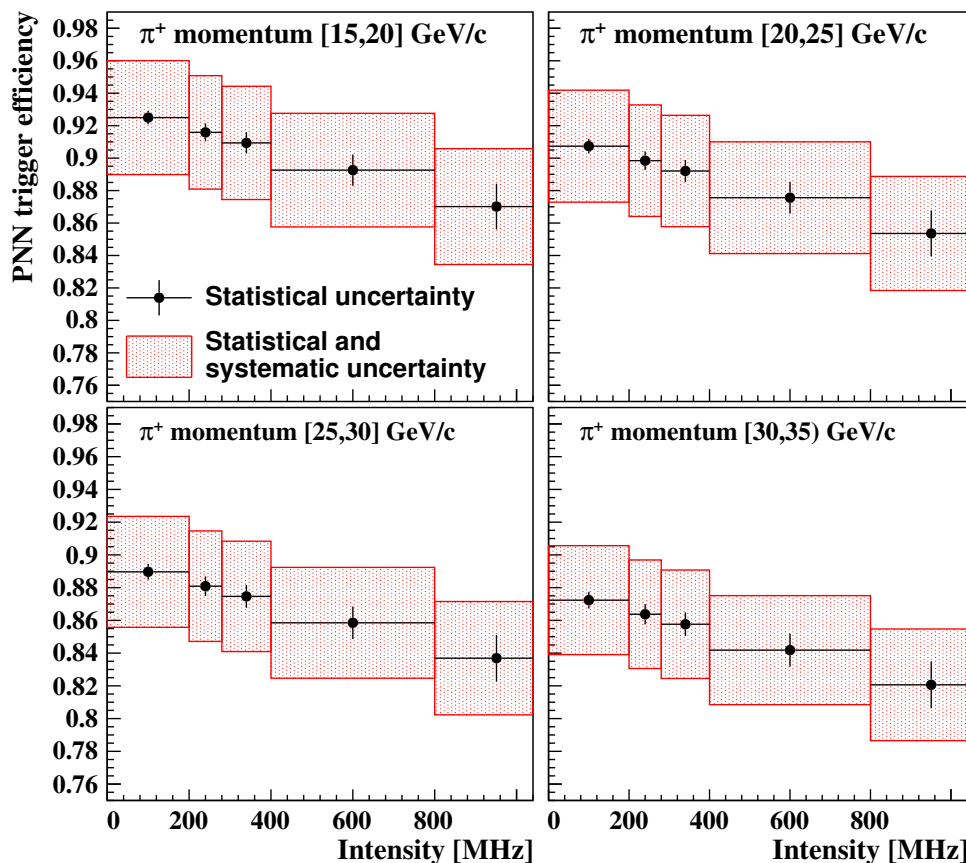 PNN trigger efficiency
0.98
0.96
0.94
0.92
0.9
0.88
0.86
0.84
0.82
0.8
0.78
0.76
π+ momentum [15,20] GeV/c
Statistical uncertainty
Statistical and
systematic uncertainty
π+ momentum [20,25] GeV/c
0.98
0.96
0.94
0.92
0.9
0.88
0.86
0.84
0.82
0.8
0.78
0.76
π+ momentum [25,30] GeV/c
π+ momentum [30,35) GeV/c
0 200 400 600 800
Intensity [MHz]
0 200 400 600 800
Intensity [MHz]